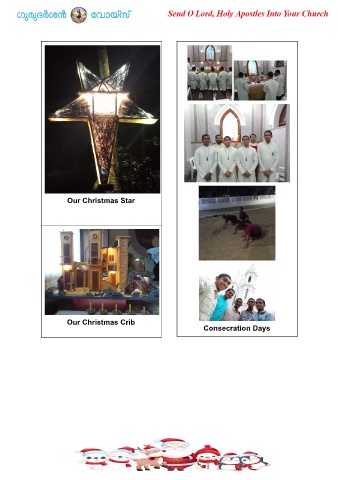 ഗുരുദർശൻ വോയ്സ്
Send O Lord, Holy Apostles Into Your Church
Our Christmas Star
Our Christmas Crib
Consecration Days